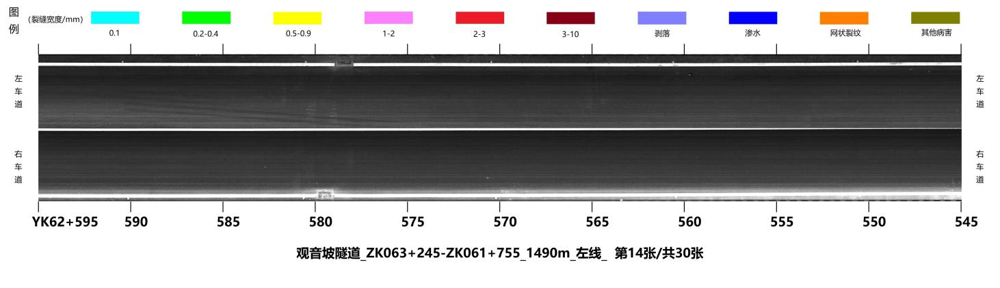 图例
(裂缝宽度/mm)
0.1
0.2-0.4
0.5-0.9
1-2
2-3
3-10
剥落
渗水
网状裂纹
其他病害
左车道
左车道
右车道
右车道
YK62+595 590 585 580 575 570 565 560 555 550 545
观音坡隧道_ZK063+245-ZK061+755_1490m_左线_ 第14张/共30张